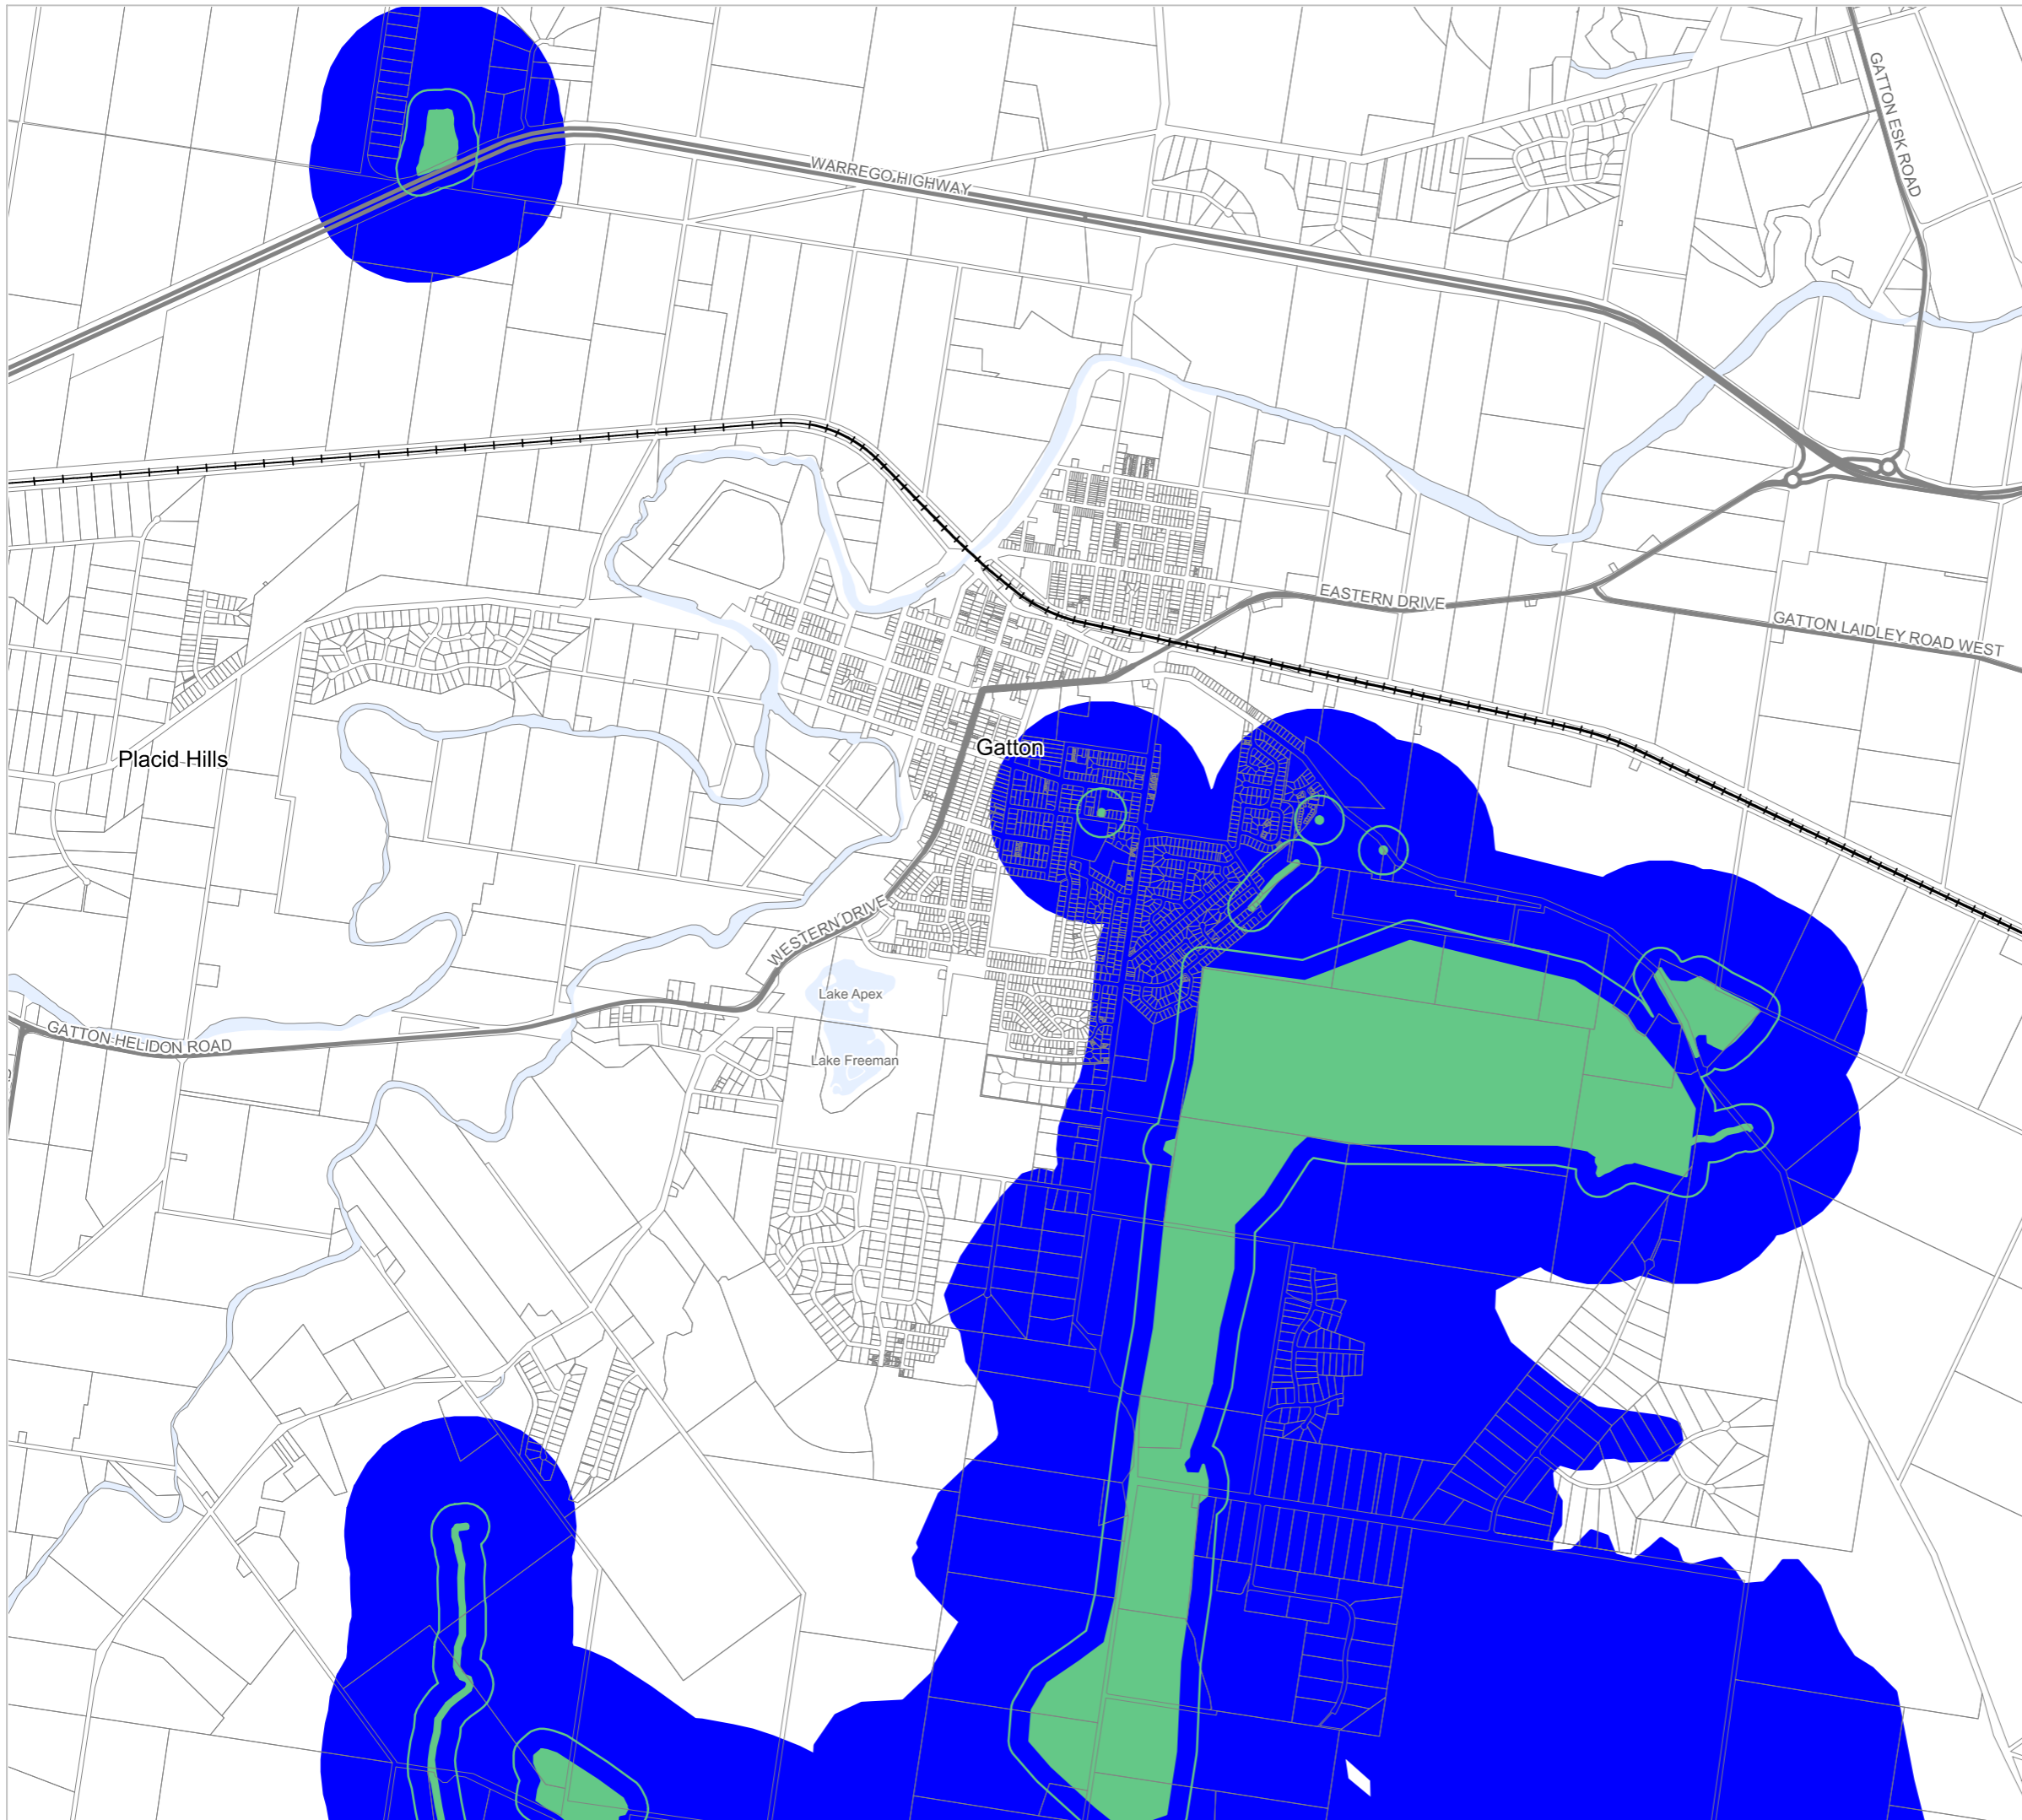 GATTON ESK ROAD
WARREGO HIGHWAY
EASTERN DRIVE
GATTON LAIDLEY ROAD WEST
Gatton
Placid Hills
WESTERN DRIVE
Lake Apex
GATTON HELIDON ROAD
Lake Freeman